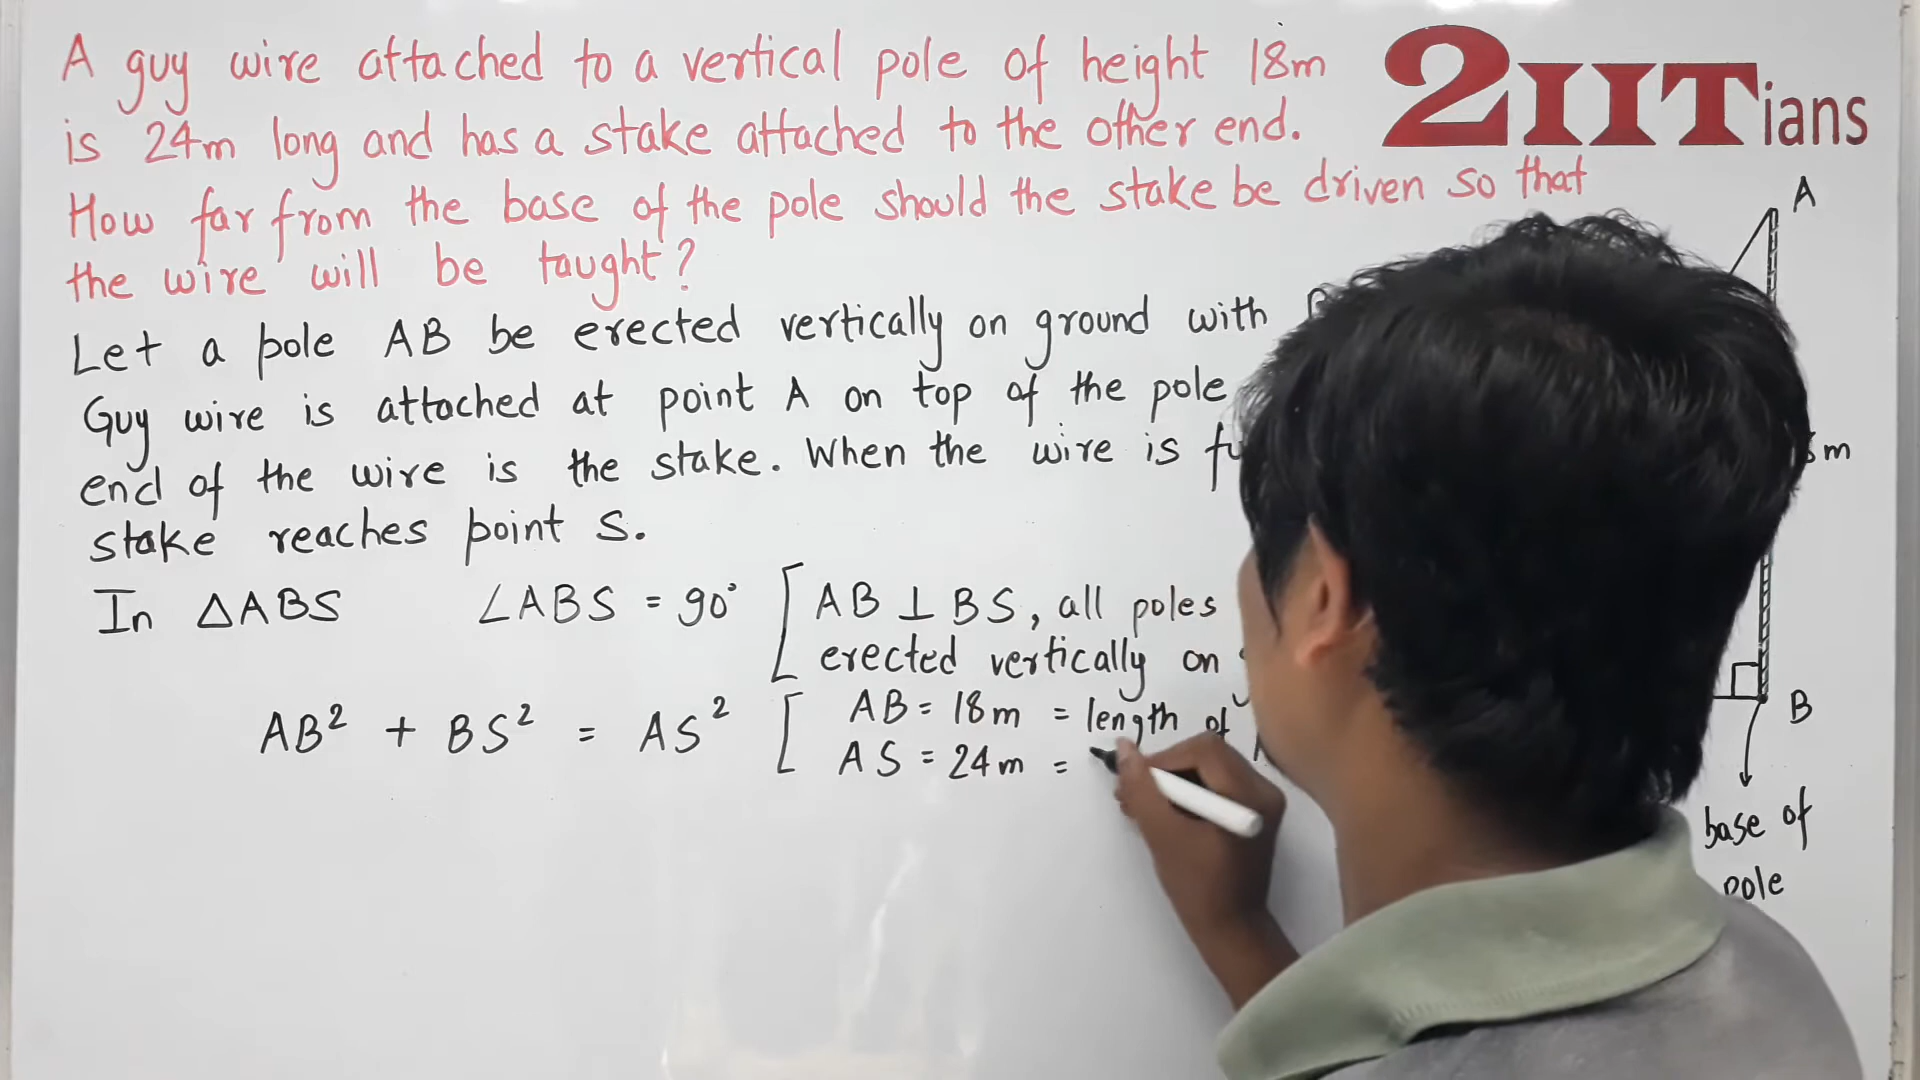 A guy wire attached to a vertical pole of height 18m
is 24m long and has a stake attached to the other end.
How far from the base of the pole should the stake be driven so that
the wire will be taught?
2IITians
Let a pole AB be erected vertically on ground with
Guy wire is attached at point A on top of the pole
end of the wire is the stake. When the wire is
stake reaches point S.
In △ABS ∠ABS = 90° [AB ⊥ BS, all poles
erected vertically on
AB² + BS² = AS² [AB = 18m = length of
AS = 24m =
A
m
B
base of
pole